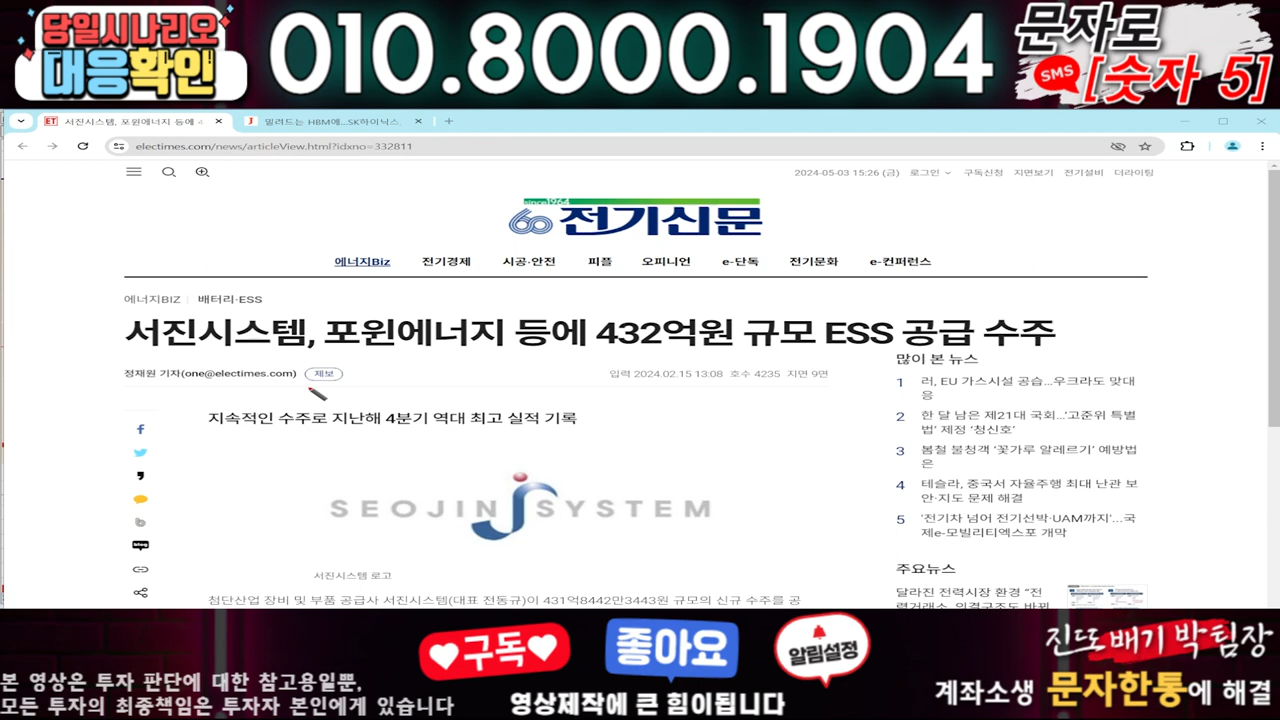 당일시나리오
대응확인
010.8000.1904
문자로
SMS
[숫자 5]
ET 서진시스템, 포윈에너지 등에 4
밀려드는 HBM에...SK하이닉스
electimes.com/news/articleView.html?idxno=332811
2024-05-03 15:26 (금) 로그인 구독신청 지면보기 전기설비 더라이팅
since1964
60 전기신문
에너지Biz 전기경제 시공·안전 피플 오피니언 e-단독 전기문화 e-컨퍼런스
에너지BIZ 배터리·ESS
서진시스템, 포윈에너지 등에 432억원 규모 ESS 공급 수주
정재원 기자(one@electimes.com) 제보
입력 2024.02.15 13:08 호수 4235 지면 9면
지속적인 수주로 지난해 4분기 역대 최고 실적 기록
SEOJIN SYSTEM
서진시스템 로고
첨단산업 장비 및 부품 공급사 서진시스템(대표 전동규)이 431억8442만3443원 규모의 신규 수주를 공
blog
많이 본 뉴스
1 러, EU 가스시설 공습...우크라도 맞대
응
2 한 달 남은 제21대 국회...‘고준위 특별
법’ 제정 ‘청신호’
3 봄철 불청객 ‘꽃가루 알레르기’ 예방법
은
4 테슬라, 중국서 자율주행 최대 난관 보
안·지도 문제 해결
5 '전기차 넘어 전기선박·UAM까지'...국
제e-모빌리티엑스포 개막
주요뉴스
달라진 전력시장 환경 “전
력거래소, 의결구조도 바꿔
구독
좋아요
알림설정
영상제작에 큰 힘이됩니다
본 영상은 투자 판단에 대한 참고용일뿐,
모든 투자의 최종책임은 투자자 본인에게 있습니다
진또배기 박팀장
계좌소생 문자한통에 해결